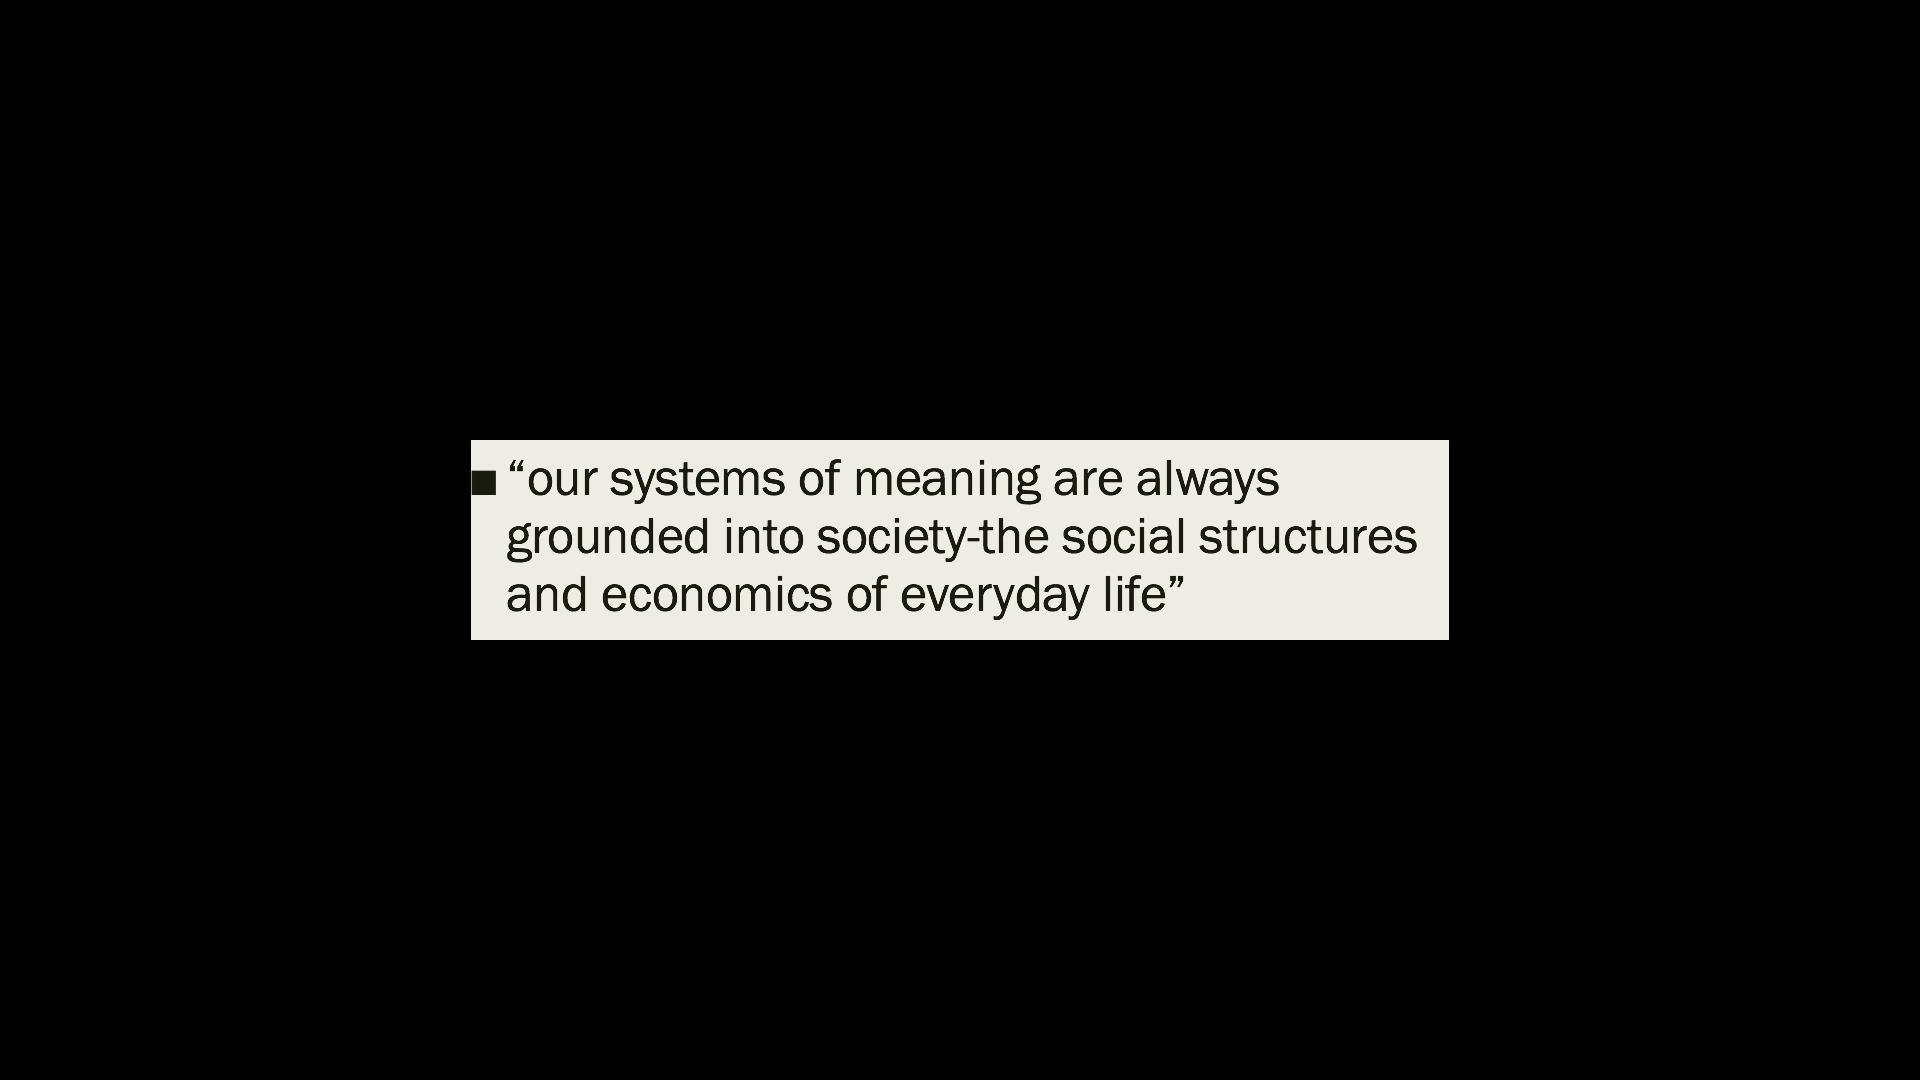 ■ “our systems of meaning are always
grounded into society-the social structures
and economics of everyday life”